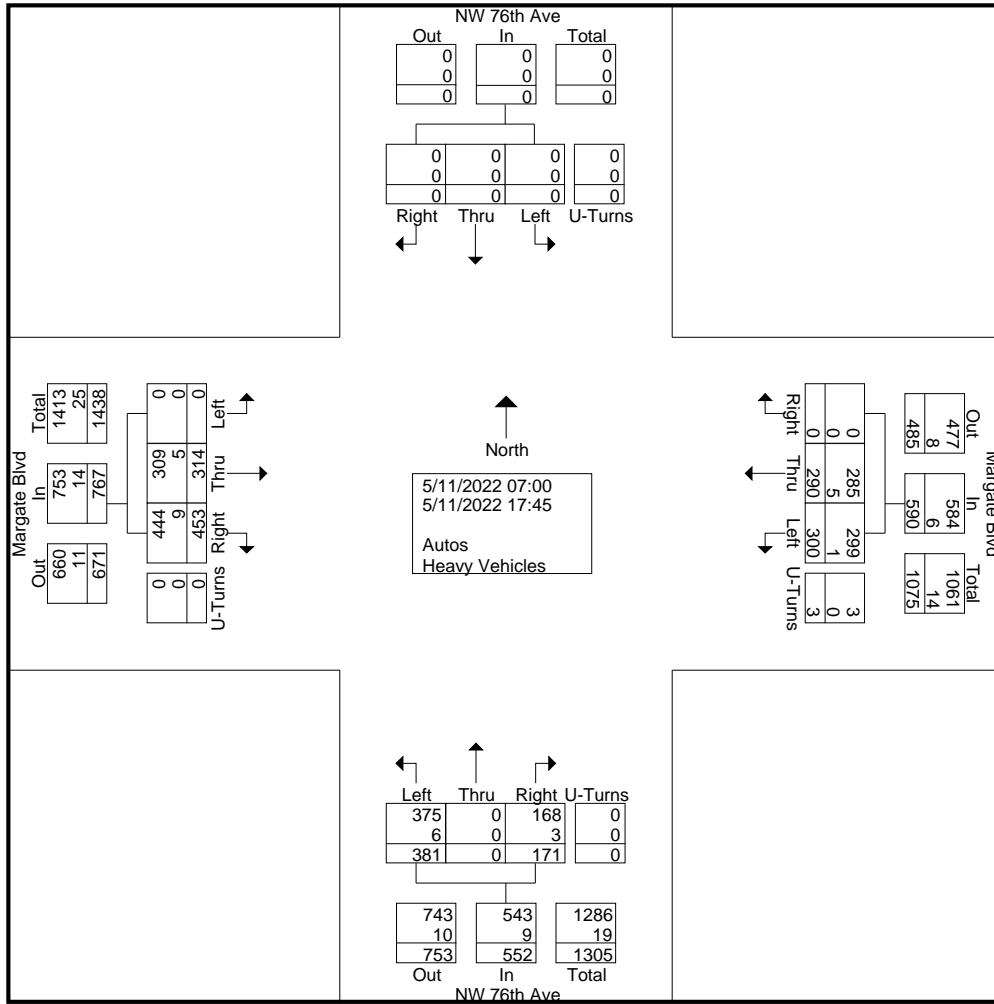 NW 76th Ave
Out In Total
0 0 0
0 0 0
0 0 0
0 0 0 0
0 0 0 0
0 0 0 0
Right Thru Left U-Turns
Margate Blvd
Total In Out
1413 753 660
25 14 11
1438 767 671
0 309 444 0
0 5 9 0
0 314 453 0
Left Thru Right U-Turns
North
5/11/2022 07:00
5/11/2022 17:45
Autos
Heavy Vehicles
Right Thru Left U-Turns
0 290 300 3
0 5 1 0
0 285 299 3
485 590 1075
8 6 14
477 584 1061
Out In Total
Margate Blvd
Left Thru Right U-Turns
375 0 168 0
6 0 3 0
381 0 171 0
743 543 1286
10 9 19
753 552 1305
Out In Total
NW 76th Ave